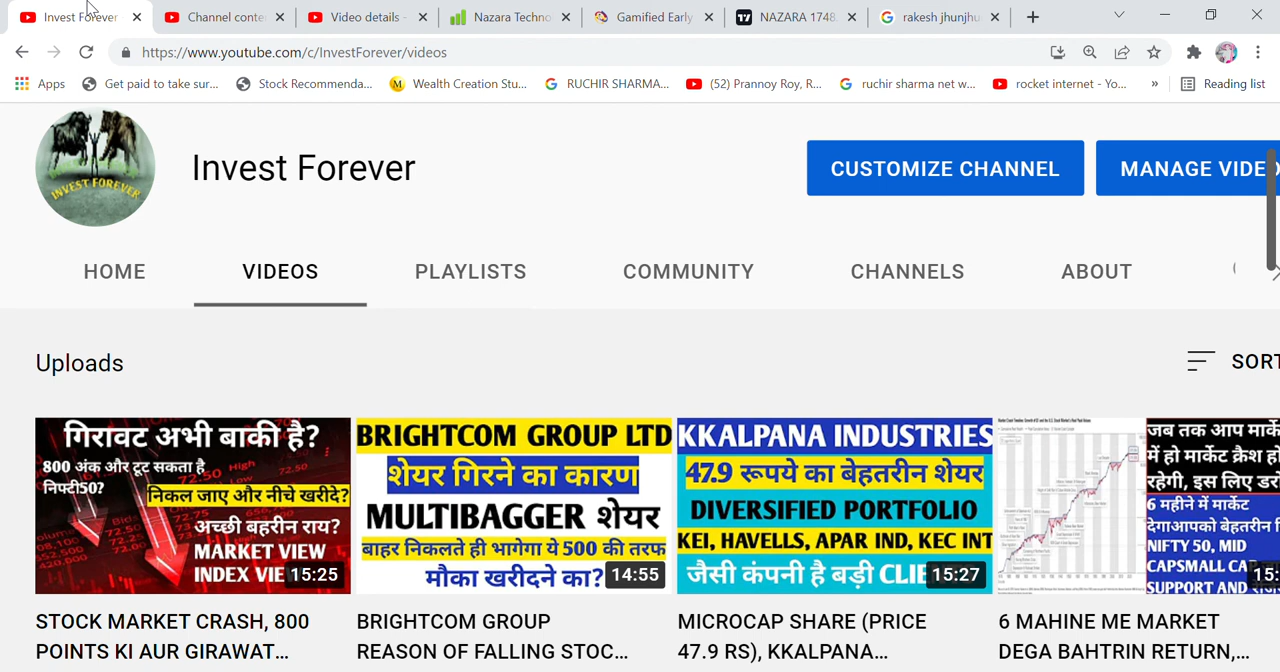 Invest Forever
Channel conte
Video details -
Nazara Techno
Gamified Early
NAZARA 1748.
rakesh jhunjhu
https://www.youtube.com/c/InvestForever/videos
Apps
Get paid to take sur...
Stock Recommenda...
Wealth Creation Stu...
RUCHIR SHARMA...
(52) Prannoy Roy, R...
ruchir sharma net w...
rocket internet - Yo...
»
Reading list
INVEST FOREVER
Invest Forever
CUSTOMIZE CHANNEL
MANAGE VIDEO
HOME
VIDEOS
PLAYLISTS
COMMUNITY
CHANNELS
ABOUT
Uploads
SORT
गिरावट अभी बाकी है?
800 अंक और टूट सकता है
निफ्टी50?
निकल जाए और नीचे खरीदे?
अच्छी बहरीन राय?
MARKET VIEW
INDEX VIE
15:25
BRIGHTCOM GROUP LTD
शेयर गिरने का कारण
MULTIBAGGER शेयर
बाहर निकलते ही भागेगा ये 500 की तरफ
मौका खरीदने का?
14:55
KKALPANA INDUSTRIES
47.9 रूपये का बेहतरीन शेयर
DIVERSIFIED PORTFOLIO
KEI, HAVELLS, APAR IND, KEC INT
जैसी कंपनी है बड़ी CLIE
15:27
जब तक आप मार्के
में हो मार्केट क्रैश हो
रहेगी, इस लिए डर
6 महीने में मार्केट
देगाआपको बेहतरीन
NIFTY 50, MID
CAPSMALL CA
SUPPORT AND
15:
STOCK MARKET CRASH, 800
POINTS KI AUR GIRAWAT...
BRIGHTCOM GROUP
REASON OF FALLING STOC...
MICROCAP SHARE (PRICE
47.9 RS), KKALPANA...
6 MAHINE ME MARKET
DEGA BAHTRIN RETURN,...